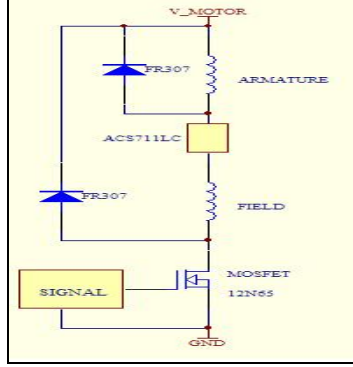 V_MOTOR
FR307
ARMATURE
ACS711LC
FR307
FIELD
MOSFET
SIGNAL
12N65
GND